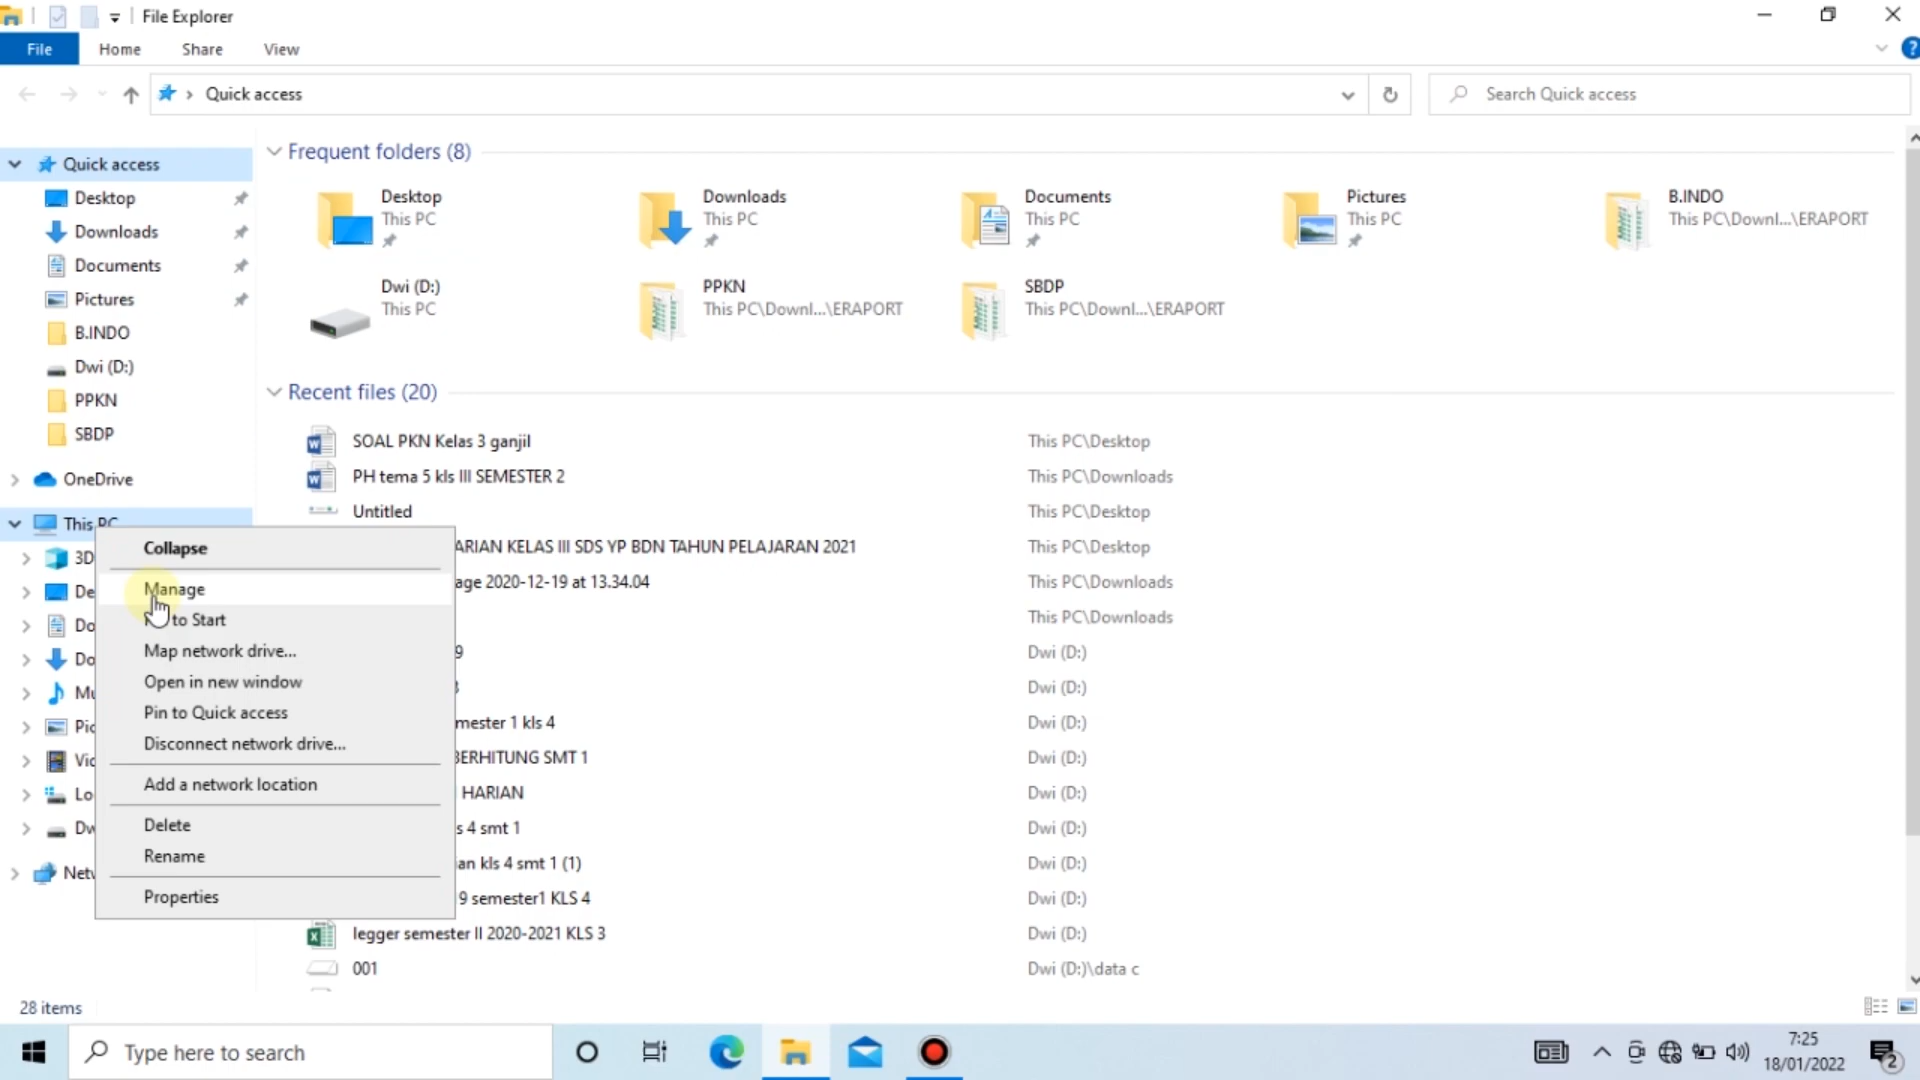 File Explorer
File Home Share View
Quick access
Search Quick access
Quick access
Desktop
Downloads
Documents
Pictures
B.INDO
Dwi (D:)
PPKN
SBDP
OneDrive
This PC
3D
De
Do
Do
Mu
Pic
Vic
Lo
Dw
Netw
Collapse
Manage
to Start
Map network drive...
Open in new window
Pin to Quick access
Disconnect network drive...
Add a network location
Delete
Rename
Properties
Frequent folders (8)
Desktop
This PC
Downloads
This PC
Documents
This PC
Pictures
This PC
B.INDO
This PC\Downl...\ERAPORT
Dwi (D:)
This PC
PPKN
This PC\Downl...\ERAPORT
SBDP
This PC\Downl...\ERAPORT
Recent files (20)
SOAL PKN Kelas 3 ganjil This PC\Desktop
PH tema 5 kls III SEMESTER 2 This PC\Downloads
Untitled This PC\Desktop
ARIAN KELAS III SDS YP BDN TAHUN PELAJARAN 2021 This PC\Desktop
age 2020-12-19 at 13.34.04 This PC\Downloads
This PC\Downloads
9 Dwi (D:)
Dwi (D:)
mester 1 kls 4 Dwi (D:)
BERHITUNG SMT 1 Dwi (D:)
HARIAN Dwi (D:)
s 4 smt 1 Dwi (D:)
an kls 4 smt 1 (1) Dwi (D:)
9 semester1 KLS 4 Dwi (D:)
legger semester II 2020-2021 KLS 3 Dwi (D:)
001 Dwi (D:)\data c
28 items
Type here to search
7:25
18/01/2022
2